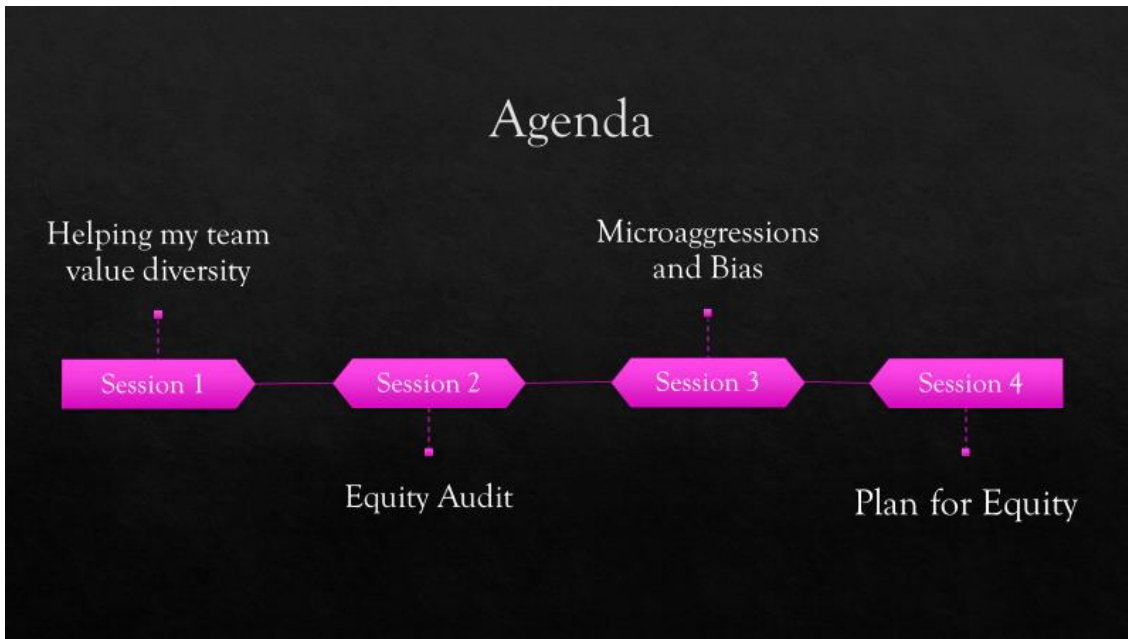 Agenda
Helping my team
value diversity
Microaggressions
and Bias
Session 1
Session 2
Session 3
Session 4
Equity Audit
Plan for Equity